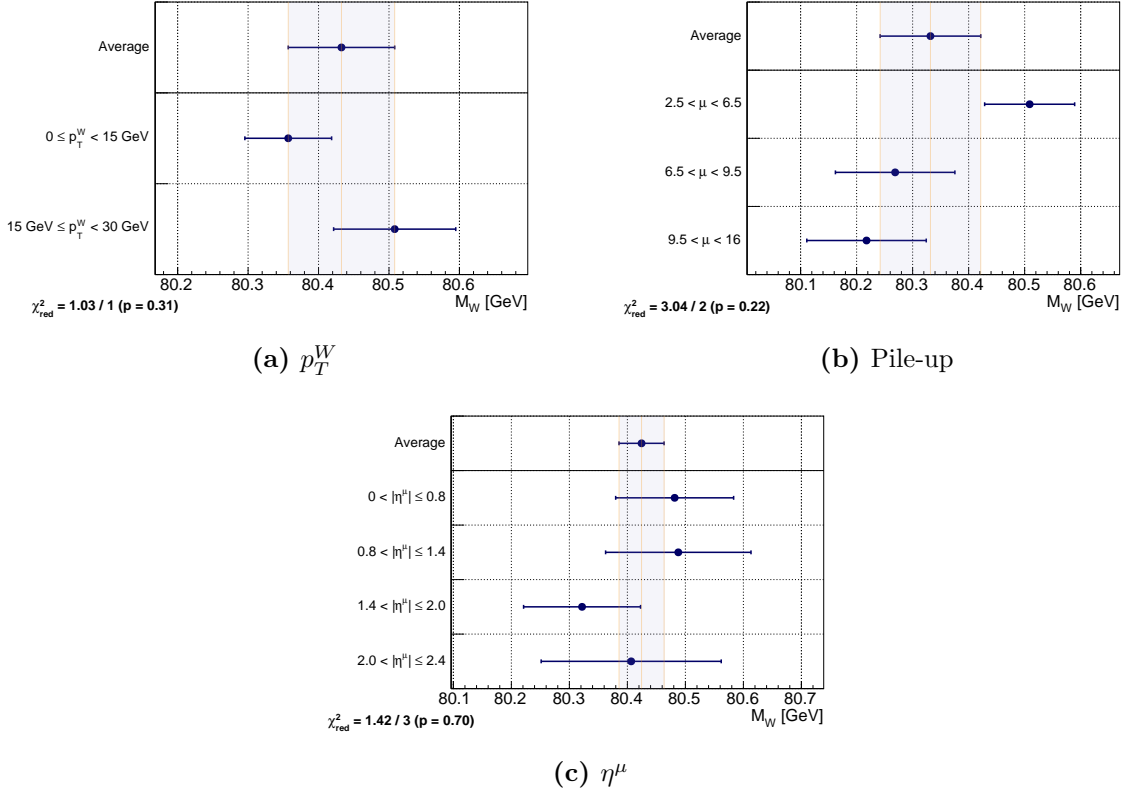 Average
0 ≤ p_T^W < 15 GeV
15 GeV ≤ p_T^W < 30 GeV
80.2 80.3 80.4 80.5 80.6
M_W [GeV]
χ²_red = 1.03 / 1 (p = 0.31)
(a) p_T^W
Average
2.5 < μ < 6.5
6.5 < μ < 9.5
9.5 < μ < 16
80.1 80.2 80.3 80.4 80.5 80.6
M_W [GeV]
χ²_red = 3.04 / 2 (p = 0.22)
(b) Pile-up
Average
0 < |η^μ| ≤ 0.8
0.8 < |η^μ| ≤ 1.4
1.4 < |η^μ| ≤ 2.0
2.0 < |η^μ| ≤ 2.4
80.1 80.2 80.3 80.4 80.5 80.6 80.7
M_W [GeV]
χ²_red = 1.42 / 3 (p = 0.70)
(c) η^μ